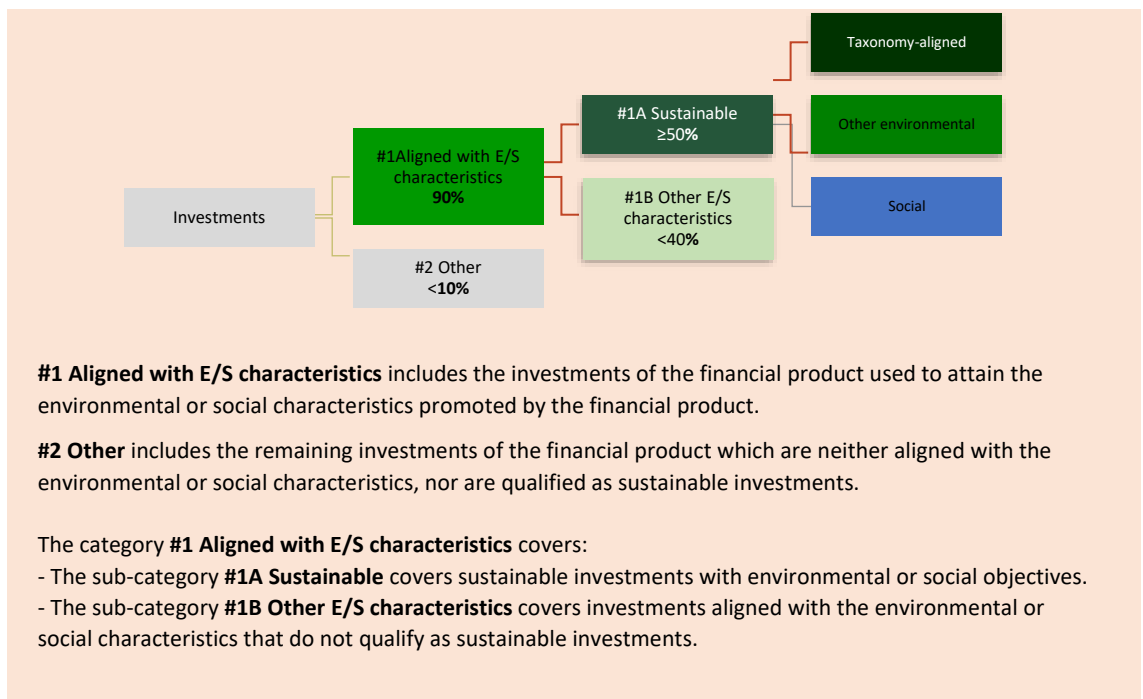 Taxonomy-aligned
#1A Sustainable
≥50%
Other environmental
#1Aligned with E/S
characteristics
90%
#1B Other E/S
characteristics
<40%
Social
Investments
#2 Other
<10%
#1 Aligned with E/S characteristics includes the investments of the financial product used to attain the
environmental or social characteristics promoted by the financial product.
#2 Other includes the remaining investments of the financial product which are neither aligned with the
environmental or social characteristics, nor are qualified as sustainable investments.
The category #1 Aligned with E/S characteristics covers:
- The sub-category #1A Sustainable covers sustainable investments with environmental or social objectives.
- The sub-category #1B Other E/S characteristics covers investments aligned with the environmental or
social characteristics that do not qualify as sustainable investments.